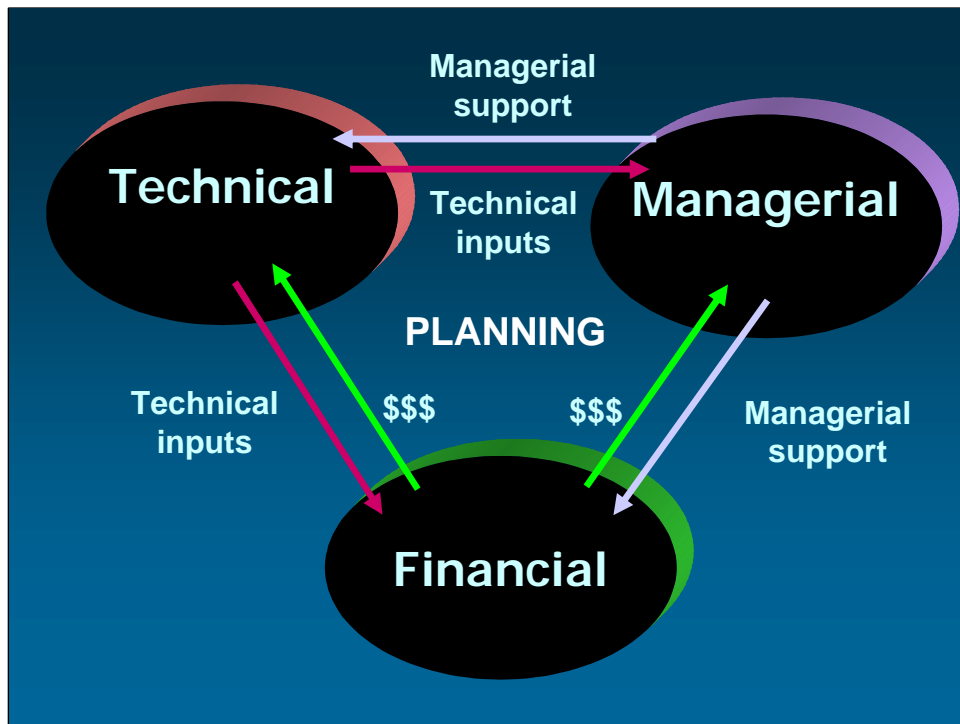 Managerial
support
Technical
Managerial
Technical
inputs
PLANNING
Technical
inputs
$$$
$$$
Managerial
support
Financial